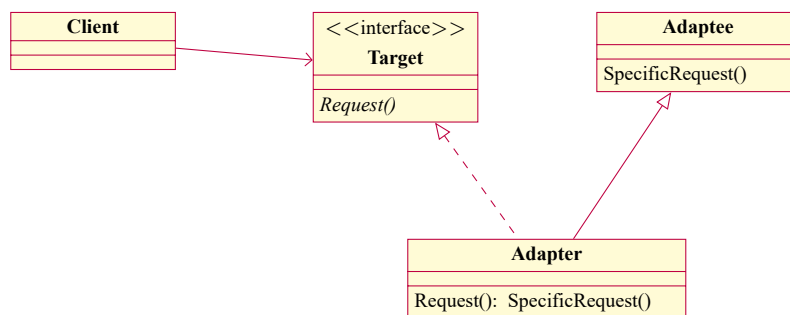 Client
<<interface>>
Target
Request()
Adaptee
SpecificRequest()
Adapter
Request():  SpecificRequest()